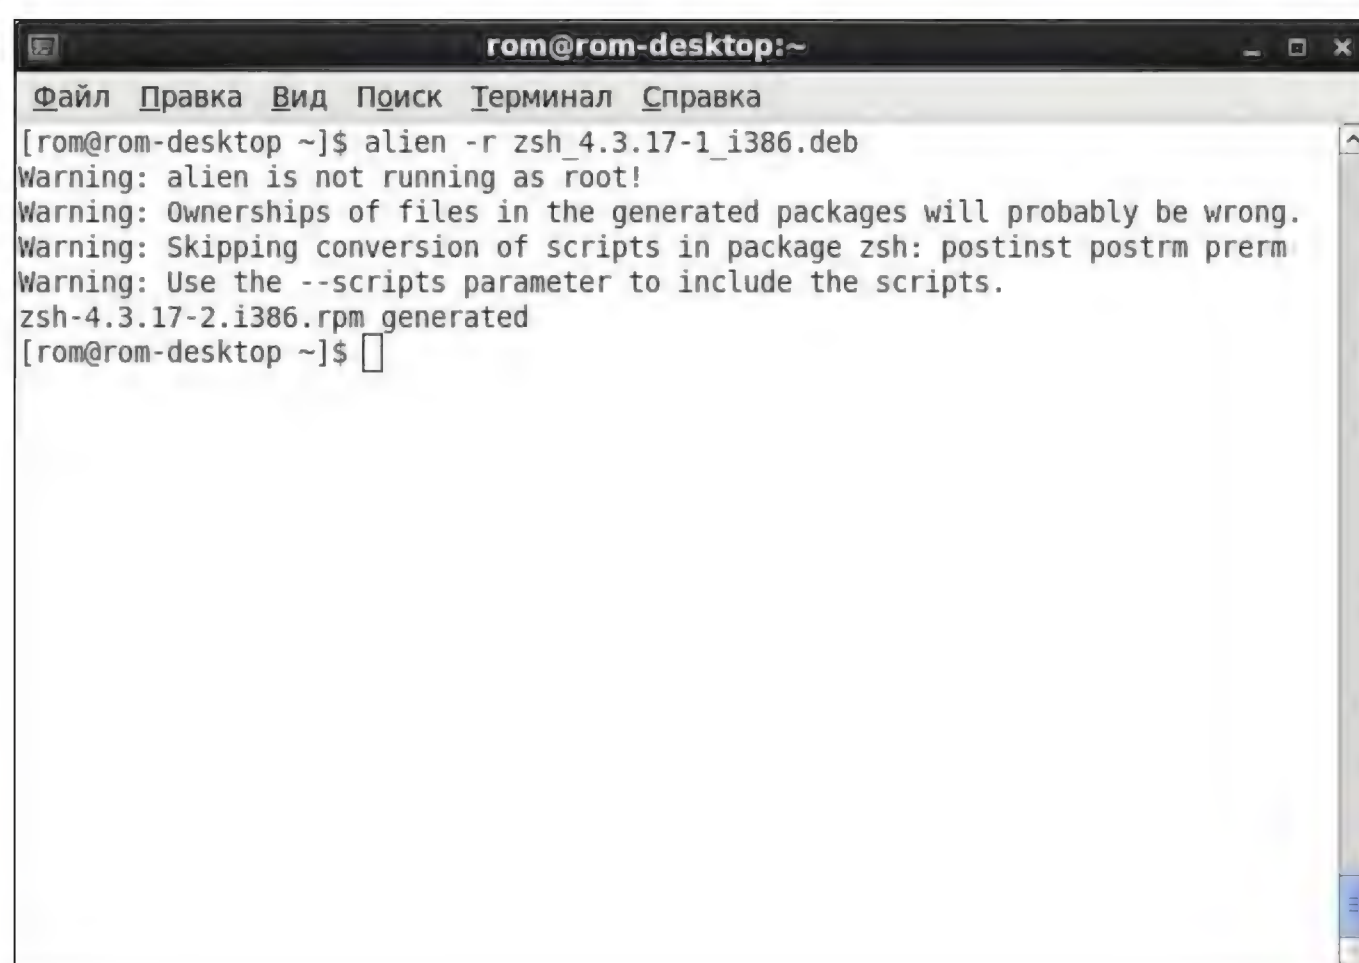 rom@rom-desktop:~
Файл Правка Вид Поиск Терминал Справка
[rom@rom-desktop ~]$ alien -r zsh_4.3.17-1_i386.deb
Warning: alien is not running as root!
Warning: Ownerships of files in the generated packages will probably be wrong.
Warning: Skipping conversion of scripts in package zsh: postinst postrm prerm
Warning: Use the --scripts parameter to include the scripts.
zsh-4.3.17-2.i386.rpm generated
[rom@rom-desktop ~]$